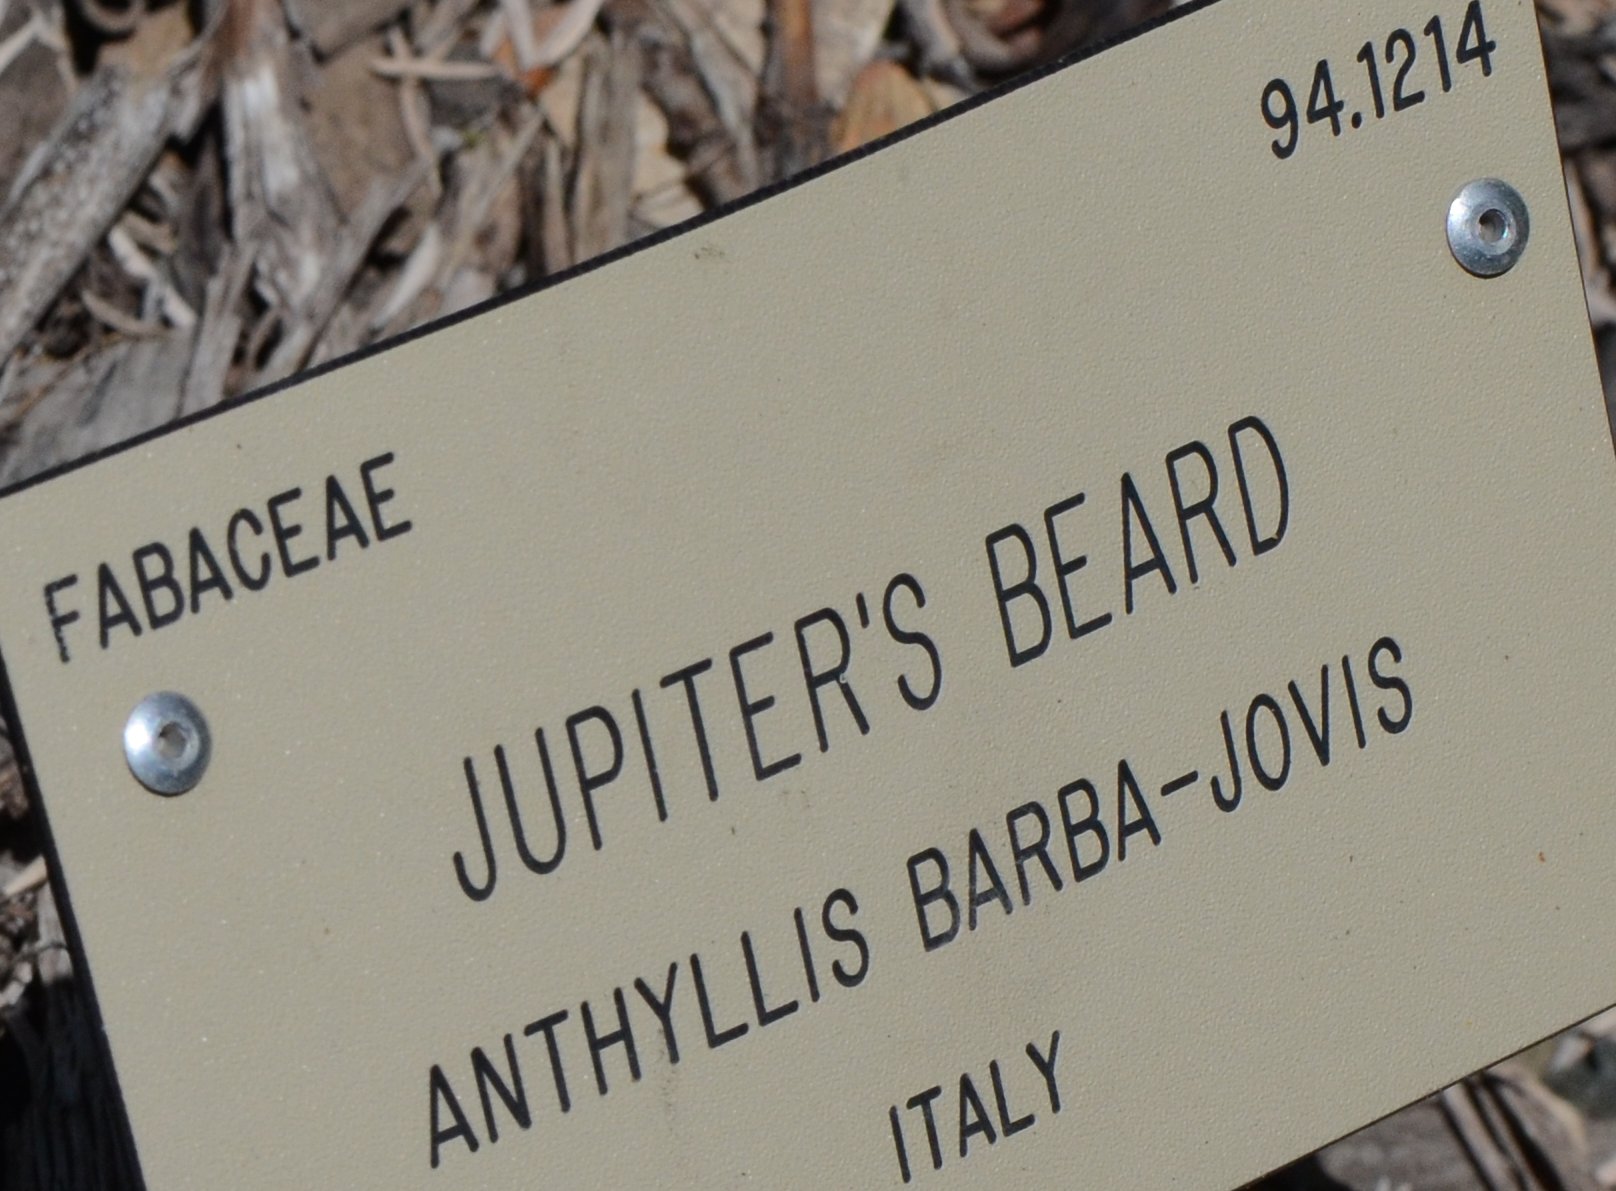 94.1214
FABACEAE
JUPITER'S BEARD
ANTHYLLIS BARBA-JOVIS
ITALY